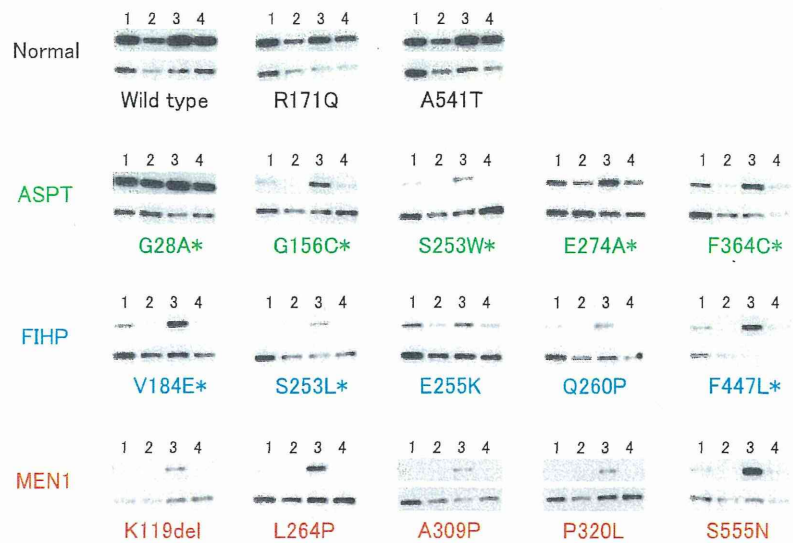 1 2 3 4 1 2 3 4 1 2 3 4
Normal
Wild type R171Q A541T
1 2 3 4 1 2 3 4 1 2 3 4 1 2 3 4 1 2 3 4
ASPT
G28A* G156C* S253W* E274A* F364C*
1 2 3 4 1 2 3 4 1 2 3 4 1 2 3 4 1 2 3 4
FIHP
V184E* S253L* E255K Q260P F447L*
1 2 3 4 1 2 3 4 1 2 3 4 1 2 3 4 1 2 3 4
MEN1
K119del L264P A309P P320L S555N